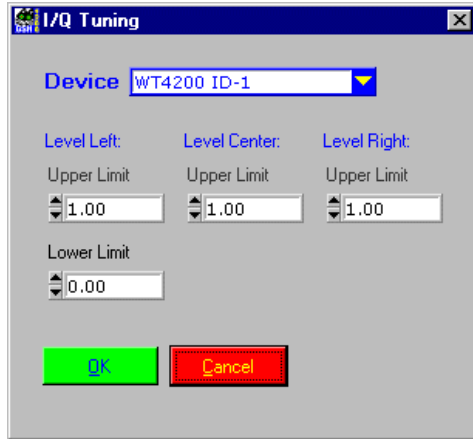 GSM
I/Q Tuning
Device WT4200 ID-1
Level Left: Level Center: Level Right:
Upper Limit Upper Limit Upper Limit
1.00 1.00 1.00
Lower Limit
0.00
OK Cancel